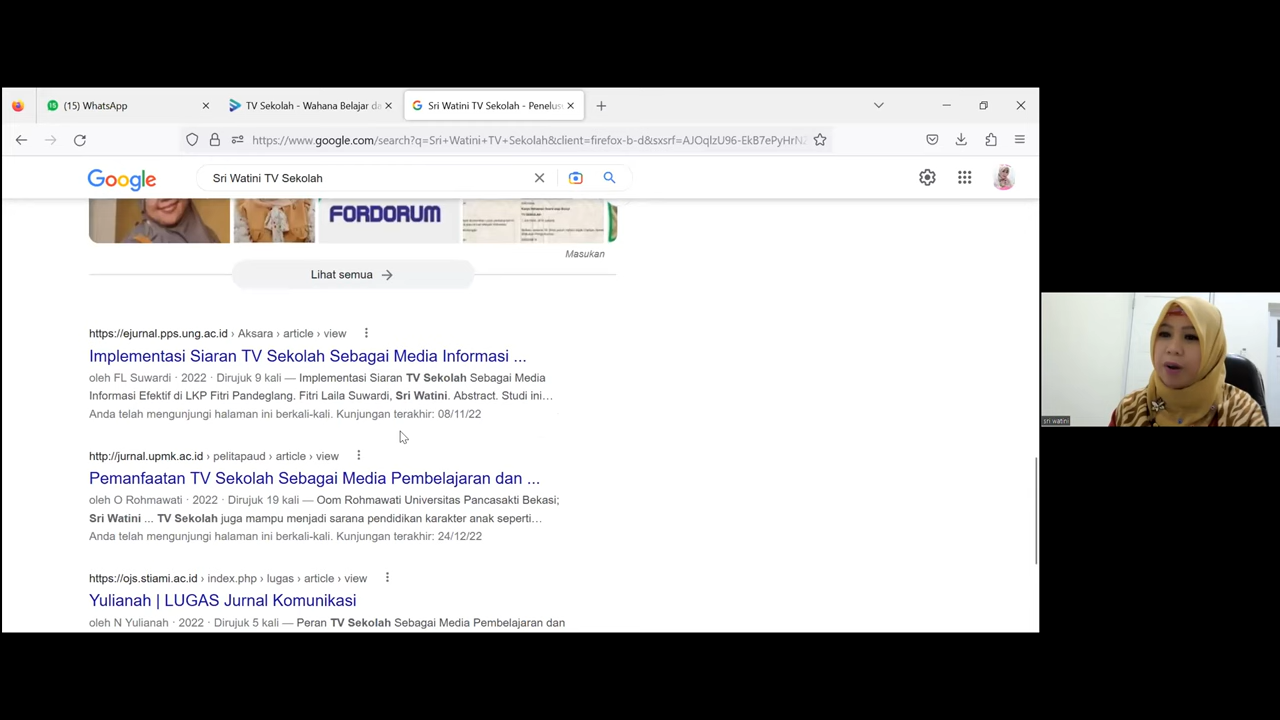 (15) WhatsApp
TV Sekolah - Wahana Belajar da
Sri Watini TV Sekolah - Penelus
https://www.google.com/search?q=Sri+Watini+TV+Sekolah&client=firefox-b-d&sxsrf=AJOqlzU96-EkB7ePyHrN
Google
Sri Watini TV Sekolah
FORDORUM
Masukan
Lihat semua →
https://ejurnal.pps.ung.ac.id › Aksara › article › view
Implementasi Siaran TV Sekolah Sebagai Media Informasi ...
oleh FL Suwardi · 2022 · Dirujuk 9 kali — Implementasi Siaran TV Sekolah Sebagai Media
Informasi Efektif di LKP Fitri Pandeglang. Fitri Laila Suwardi, Sri Watini. Abstract. Studi ini...
Anda telah mengunjungi halaman ini berkali-kali. Kunjungan terakhir: 08/11/22
http://jurnal.upmk.ac.id › pelitapaud › article › view
Pemanfaatan TV Sekolah Sebagai Media Pembelajaran dan ...
oleh O Rohmawati · 2022 · Dirujuk 19 kali — Oom Rohmawati Universitas Pancasakti Bekasi;
Sri Watini ... TV Sekolah juga mampu menjadi sarana pendidikan karakter anak seperti...
Anda telah mengunjungi halaman ini berkali-kali. Kunjungan terakhir: 24/12/22
https://ojs.stiami.ac.id › index.php › lugas › article › view
Yulianah | LUGAS Jurnal Komunikasi
oleh N Yulianah · 2022 · Dirujuk 5 kali — Peran TV Sekolah Sebagai Media Pembelajaran dan
sri watini